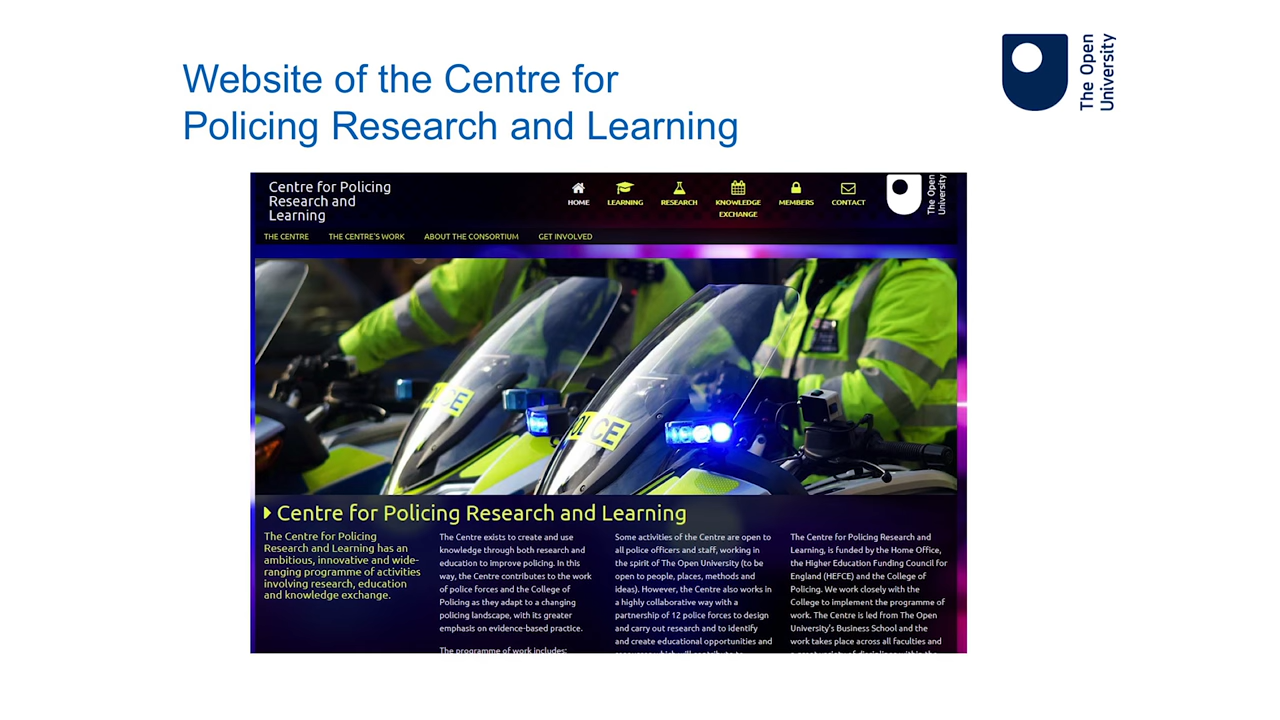 Website of the Centre for
Policing Research and Learning
The Open
University
Centre for Policing
Research and
Learning
HOME
LEARNING
RESEARCH
KNOWLEDGE
EXCHANGE
MEMBERS
CONTACT
The Open
University
THE CENTRE
THE CENTRE'S WORK
ABOUT THE CONSORTIUM
GET INVOLVED
POLICE
POLICE
Centre for Policing Research and Learning
The Centre for Policing
Research and Learning has an
ambitious, innovative and wide-
ranging programme of activities
involving research, education
and knowledge exchange.
The Centre exists to create and use
knowledge through both research and
education to improve policing. In this
way, the Centre contributes to the work
of police forces and the College of
Policing as they adapt to a changing
policing landscape, with its greater
emphasis on evidence-based practice.
The programme of work includes:
Some activities of the Centre are open to
all police officers and staff, working in
the spirit of The Open University (to be
open to people, places, methods and
ideas). However, the Centre also works in
a highly collaborative way with a
partnership of 12 police forces to design
and carry out research and to identify
and create educational opportunities and
The Centre for Policing Research and
Learning, is funded by the Home Office,
the Higher Education Funding Council for
England (HEFCE) and the College of
Policing. We work closely with the
College to implement the programme of
work. The Centre is led from The Open
University's Business School and the
work takes place across all faculties and